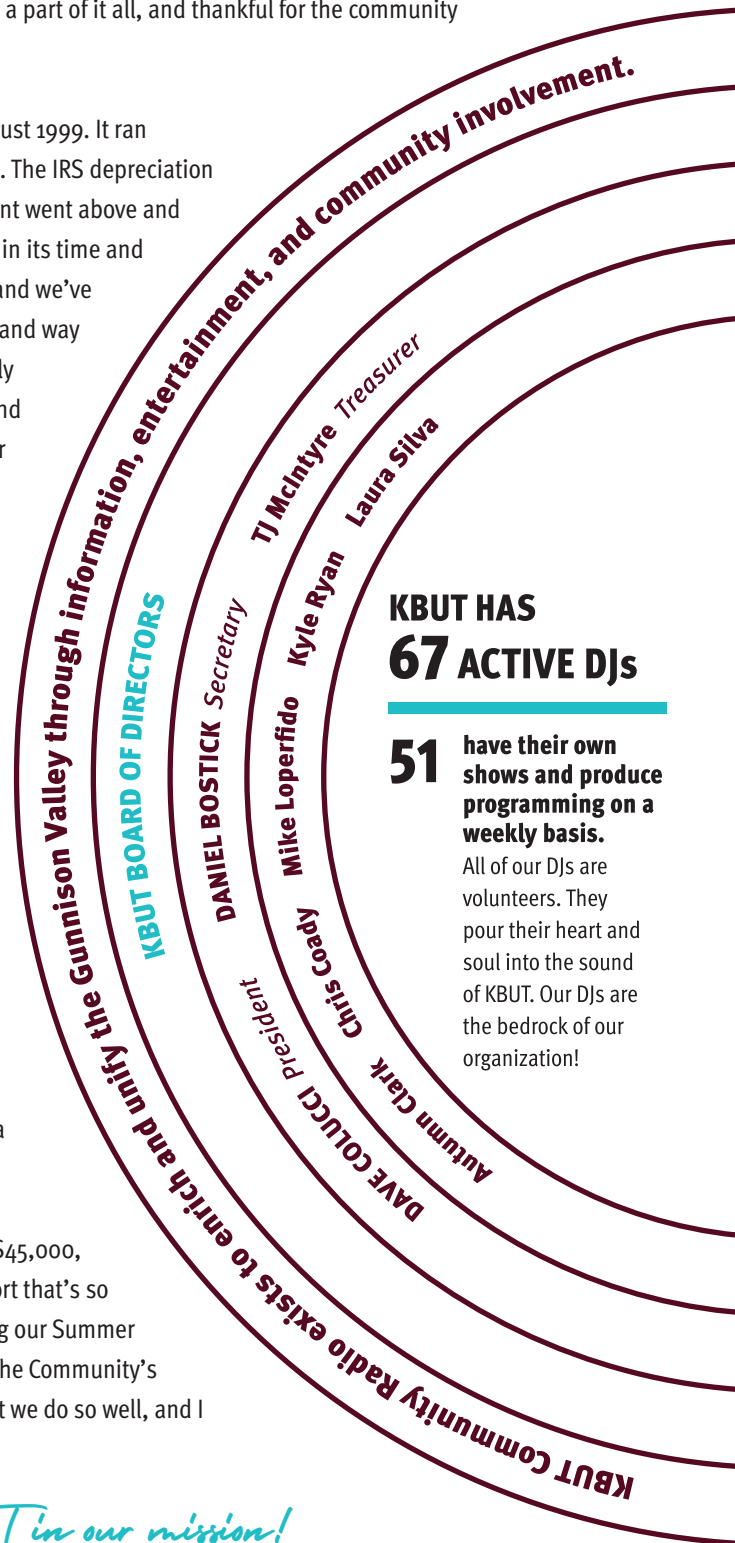 a part of it all, and thankful for the community
ust 1999. It ran
. The IRS depreciation
nt went above and
in its time and
and we've
and way
ly
nd
r
a
$45,000,
ort that's so
g our Summer
he Community's
t we do so well, and I
T in our mission!
KBUT Community Radio exists to enrich and unify the Gunnison Valley through information, entertainment, and community involvement.
KBUT BOARD OF DIRECTORS
DAVE COLUCCI President
DANIEL BOSTICK Secretary
TJ McIntyre Treasurer
Autumn Clark
Chris Coady
Mike Loperfido
Kyle Ryan
Laura Silva
KBUT HAS
67 ACTIVE DJs
51
have their own
shows and produce
programming on a
weekly basis.
All of our DJs are
volunteers. They
pour their heart and
soul into the sound
of KBUT. Our DJs are
the bedrock of our
organization!